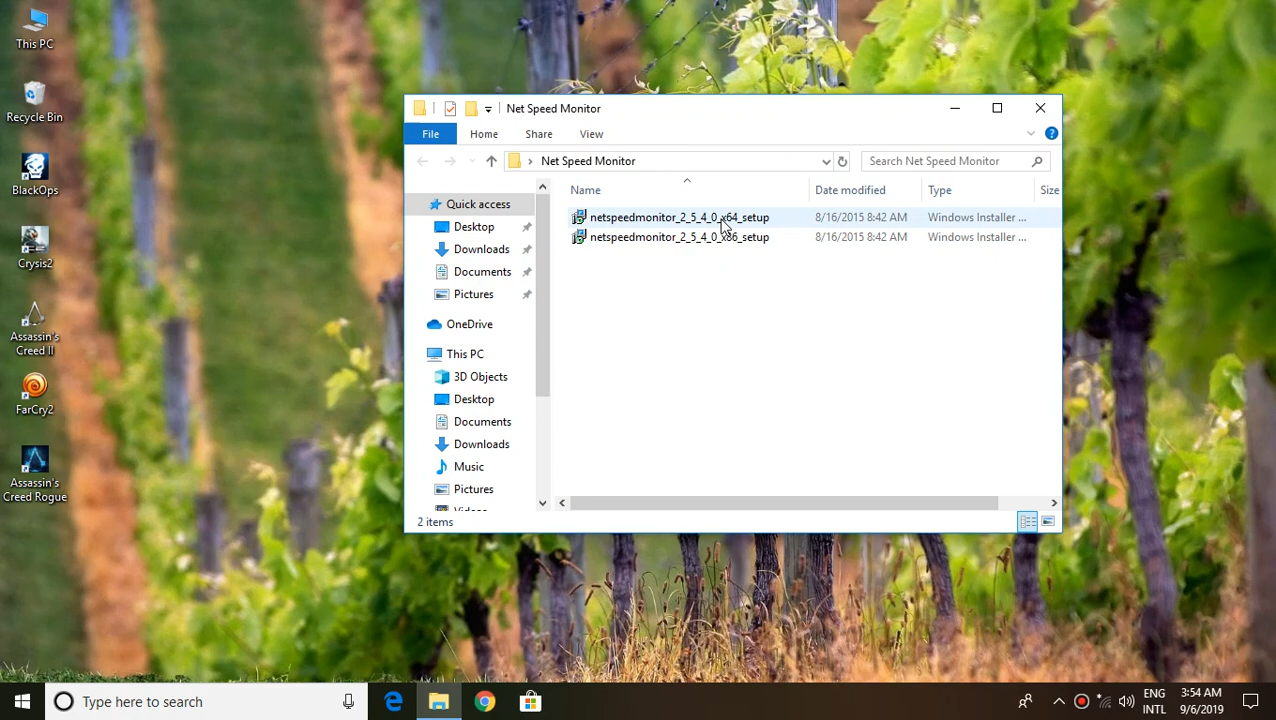 This PC
Recycle Bin
BlackOps
Crysis2
Assassin's
Creed II
FarCry2
Assassin's
Creed Rogue
Net Speed Monitor
File Home Share View
Net Speed Monitor
Search Net Speed Monitor
Name Date modified Type Size
netspeedmonitor_2_5_4_0_x64_setup 8/16/2015 8:42 AM Windows Installer ...
netspeedmonitor_2_5_4_0_x86_setup 8/16/2015 8:42 AM Windows Installer ...
Quick access
Desktop
Downloads
Documents
Pictures
OneDrive
This PC
3D Objects
Desktop
Documents
Downloads
Music
Pictures
Videos
2 items
Type here to search
ENG
INTL
3:54 AM
9/6/2019